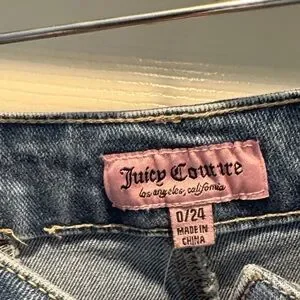 Juicy Couture
los angeles, california
0/24
MADE IN
CHINA